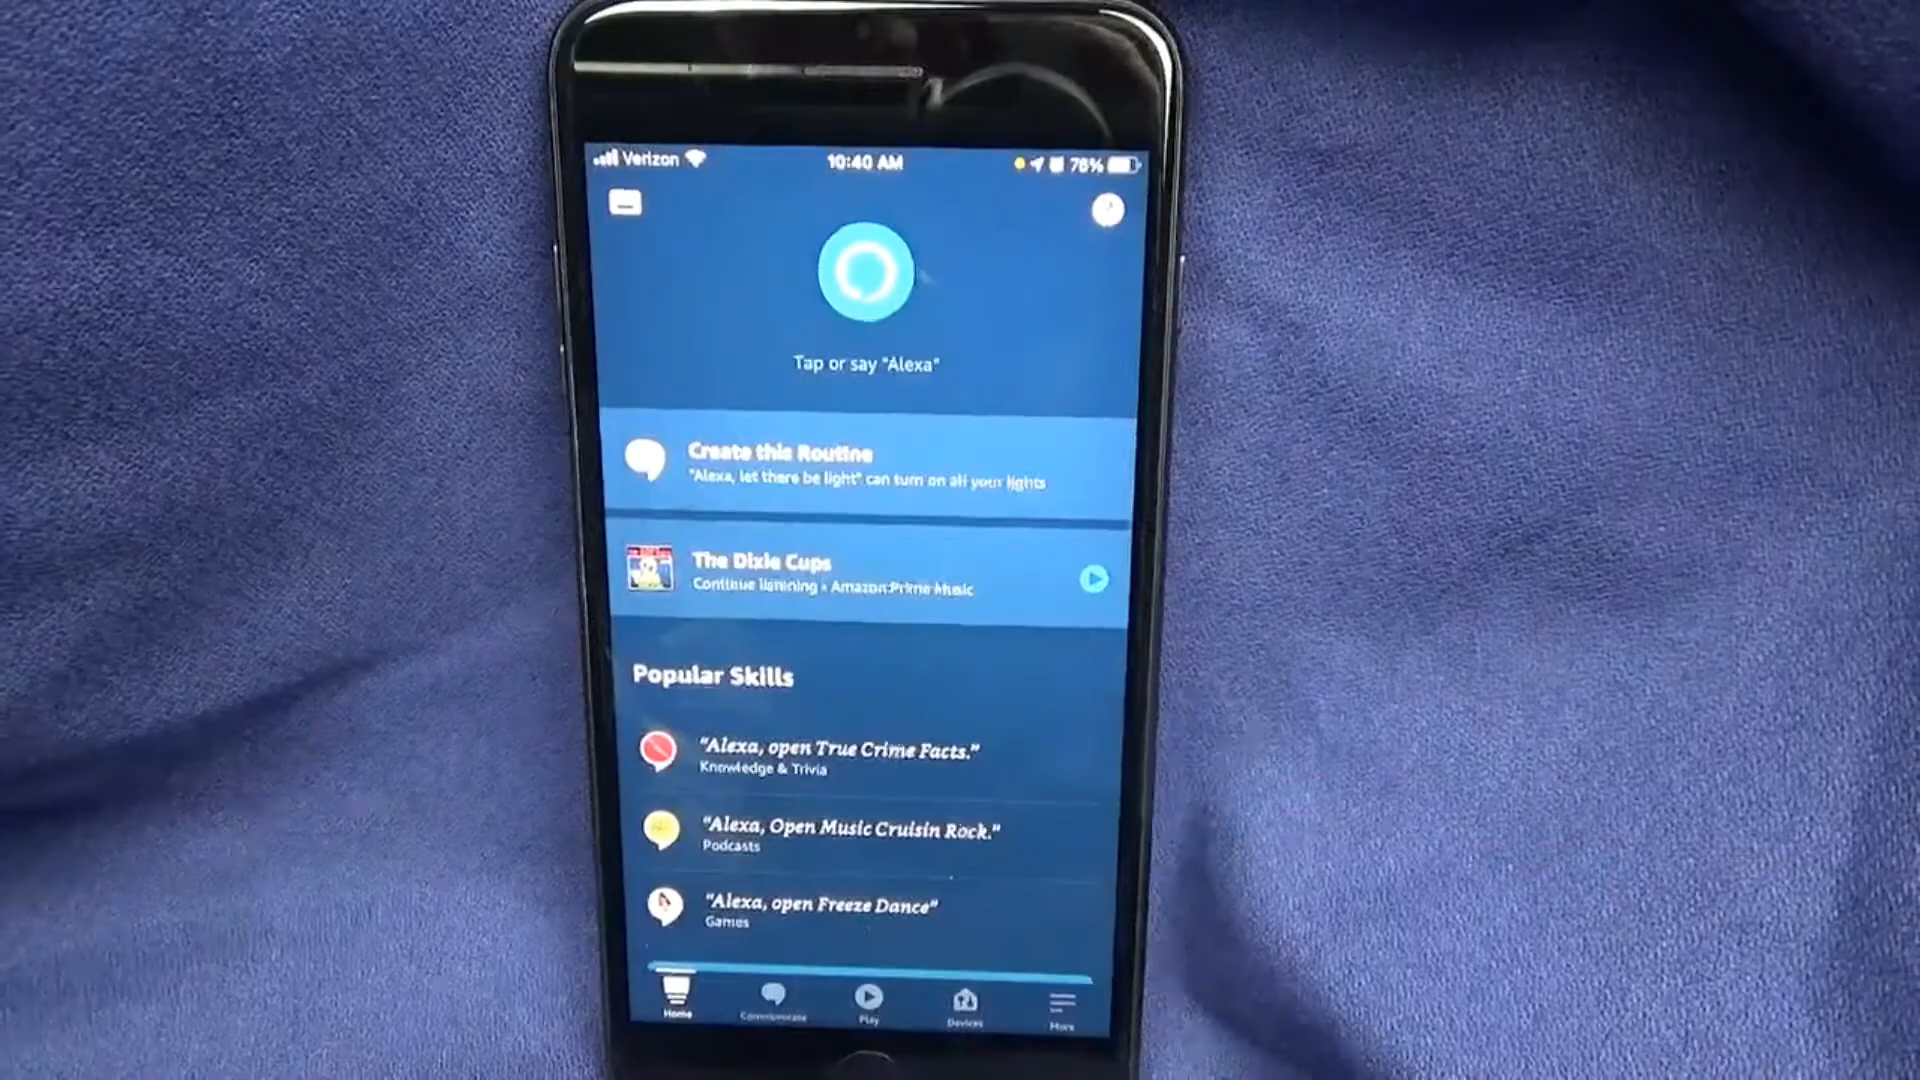 Verizon 10:40 AM 76%
Tap or say "Alexa"
Create this Routine
"Alexa, let there be light" can turn on all your lights
The Dixie Cups
Continue listening • Amazon Prime Music
Popular Skills
"Alexa, open True Crime Facts."
Knowledge & Trivia
"Alexa, Open Music Cruisin Rock."
Podcasts
"Alexa, open Freeze Dance"
Games
Home Communicate Play Devices More